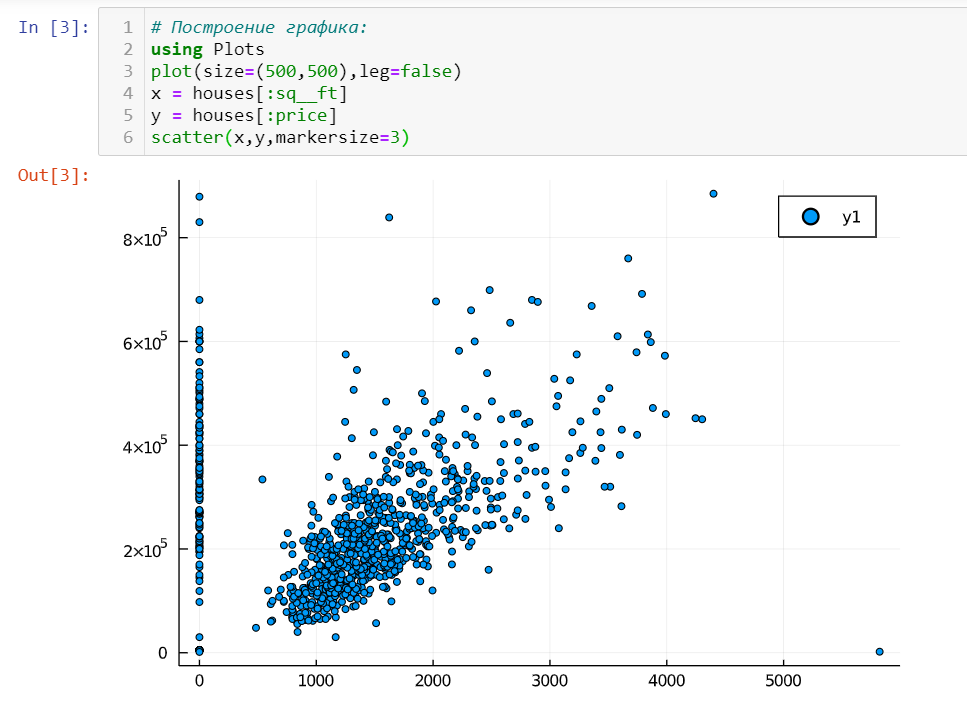 In [3]:
1 # Построение графика:
2 using Plots
3 plot(size=(500,500),leg=false)
4 x = houses[:sq__ft]
5 y = houses[:price]
6 scatter(x,y,markersize=3)
Out[3]:
y1
8×10⁵
6×10⁵
4×10⁵
2×10⁵
0
0 1000 2000 3000 4000 5000